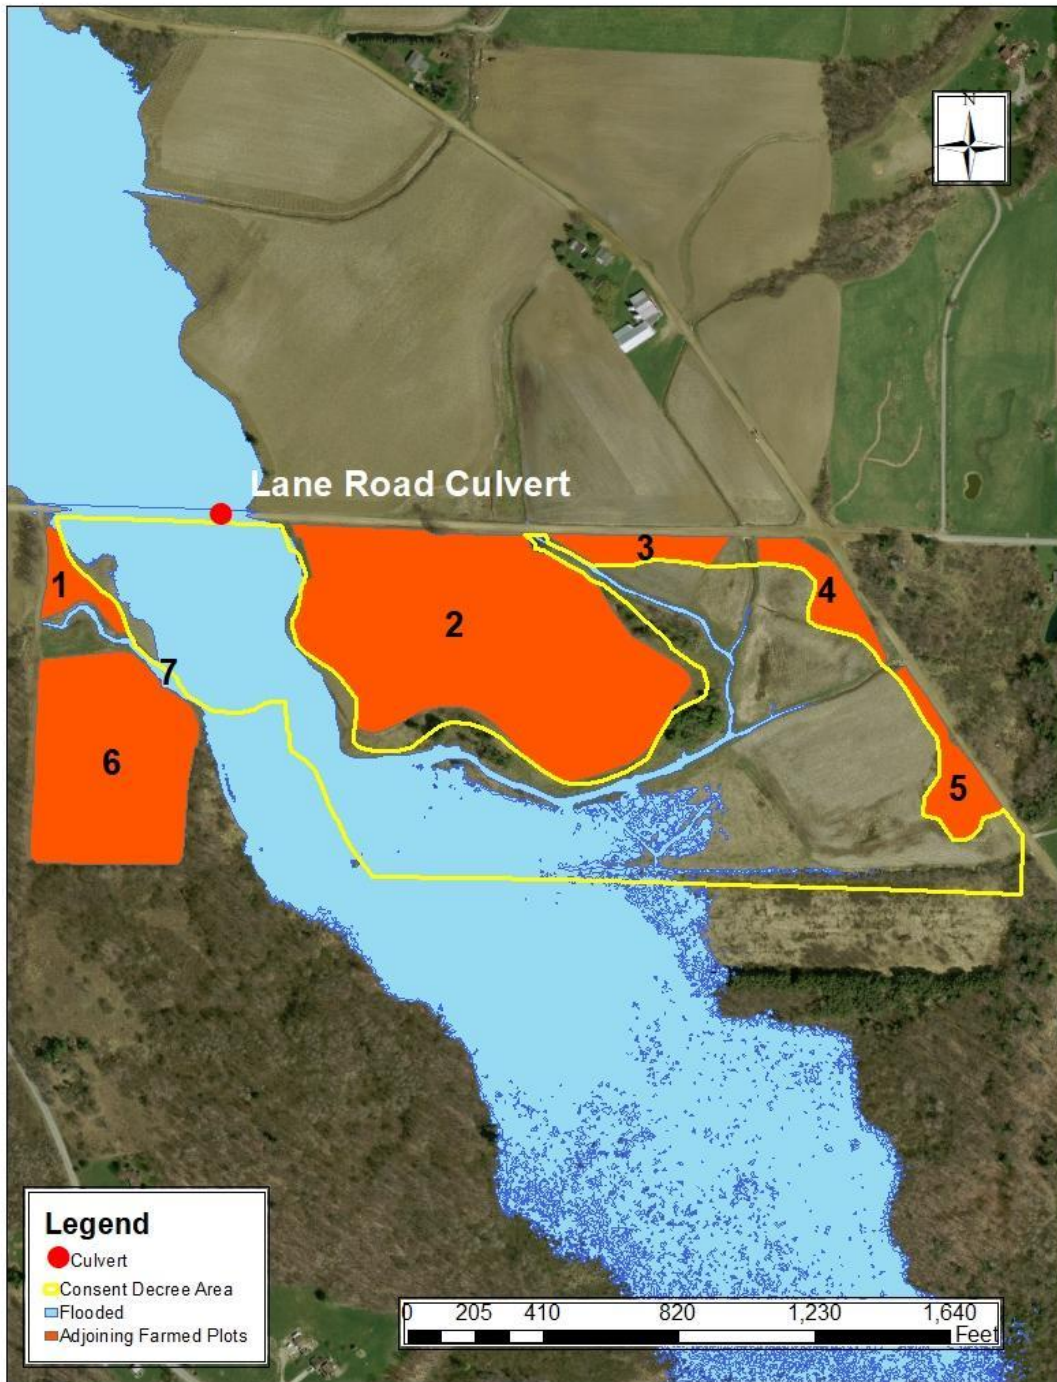 N
Lane Road Culvert
3
1
4
2
7
6
5
Legend
Culvert
Consent Decree Area
Flooded
Adjoining Farmed Plots
0 205 410 820 1,230 1,640
Feet